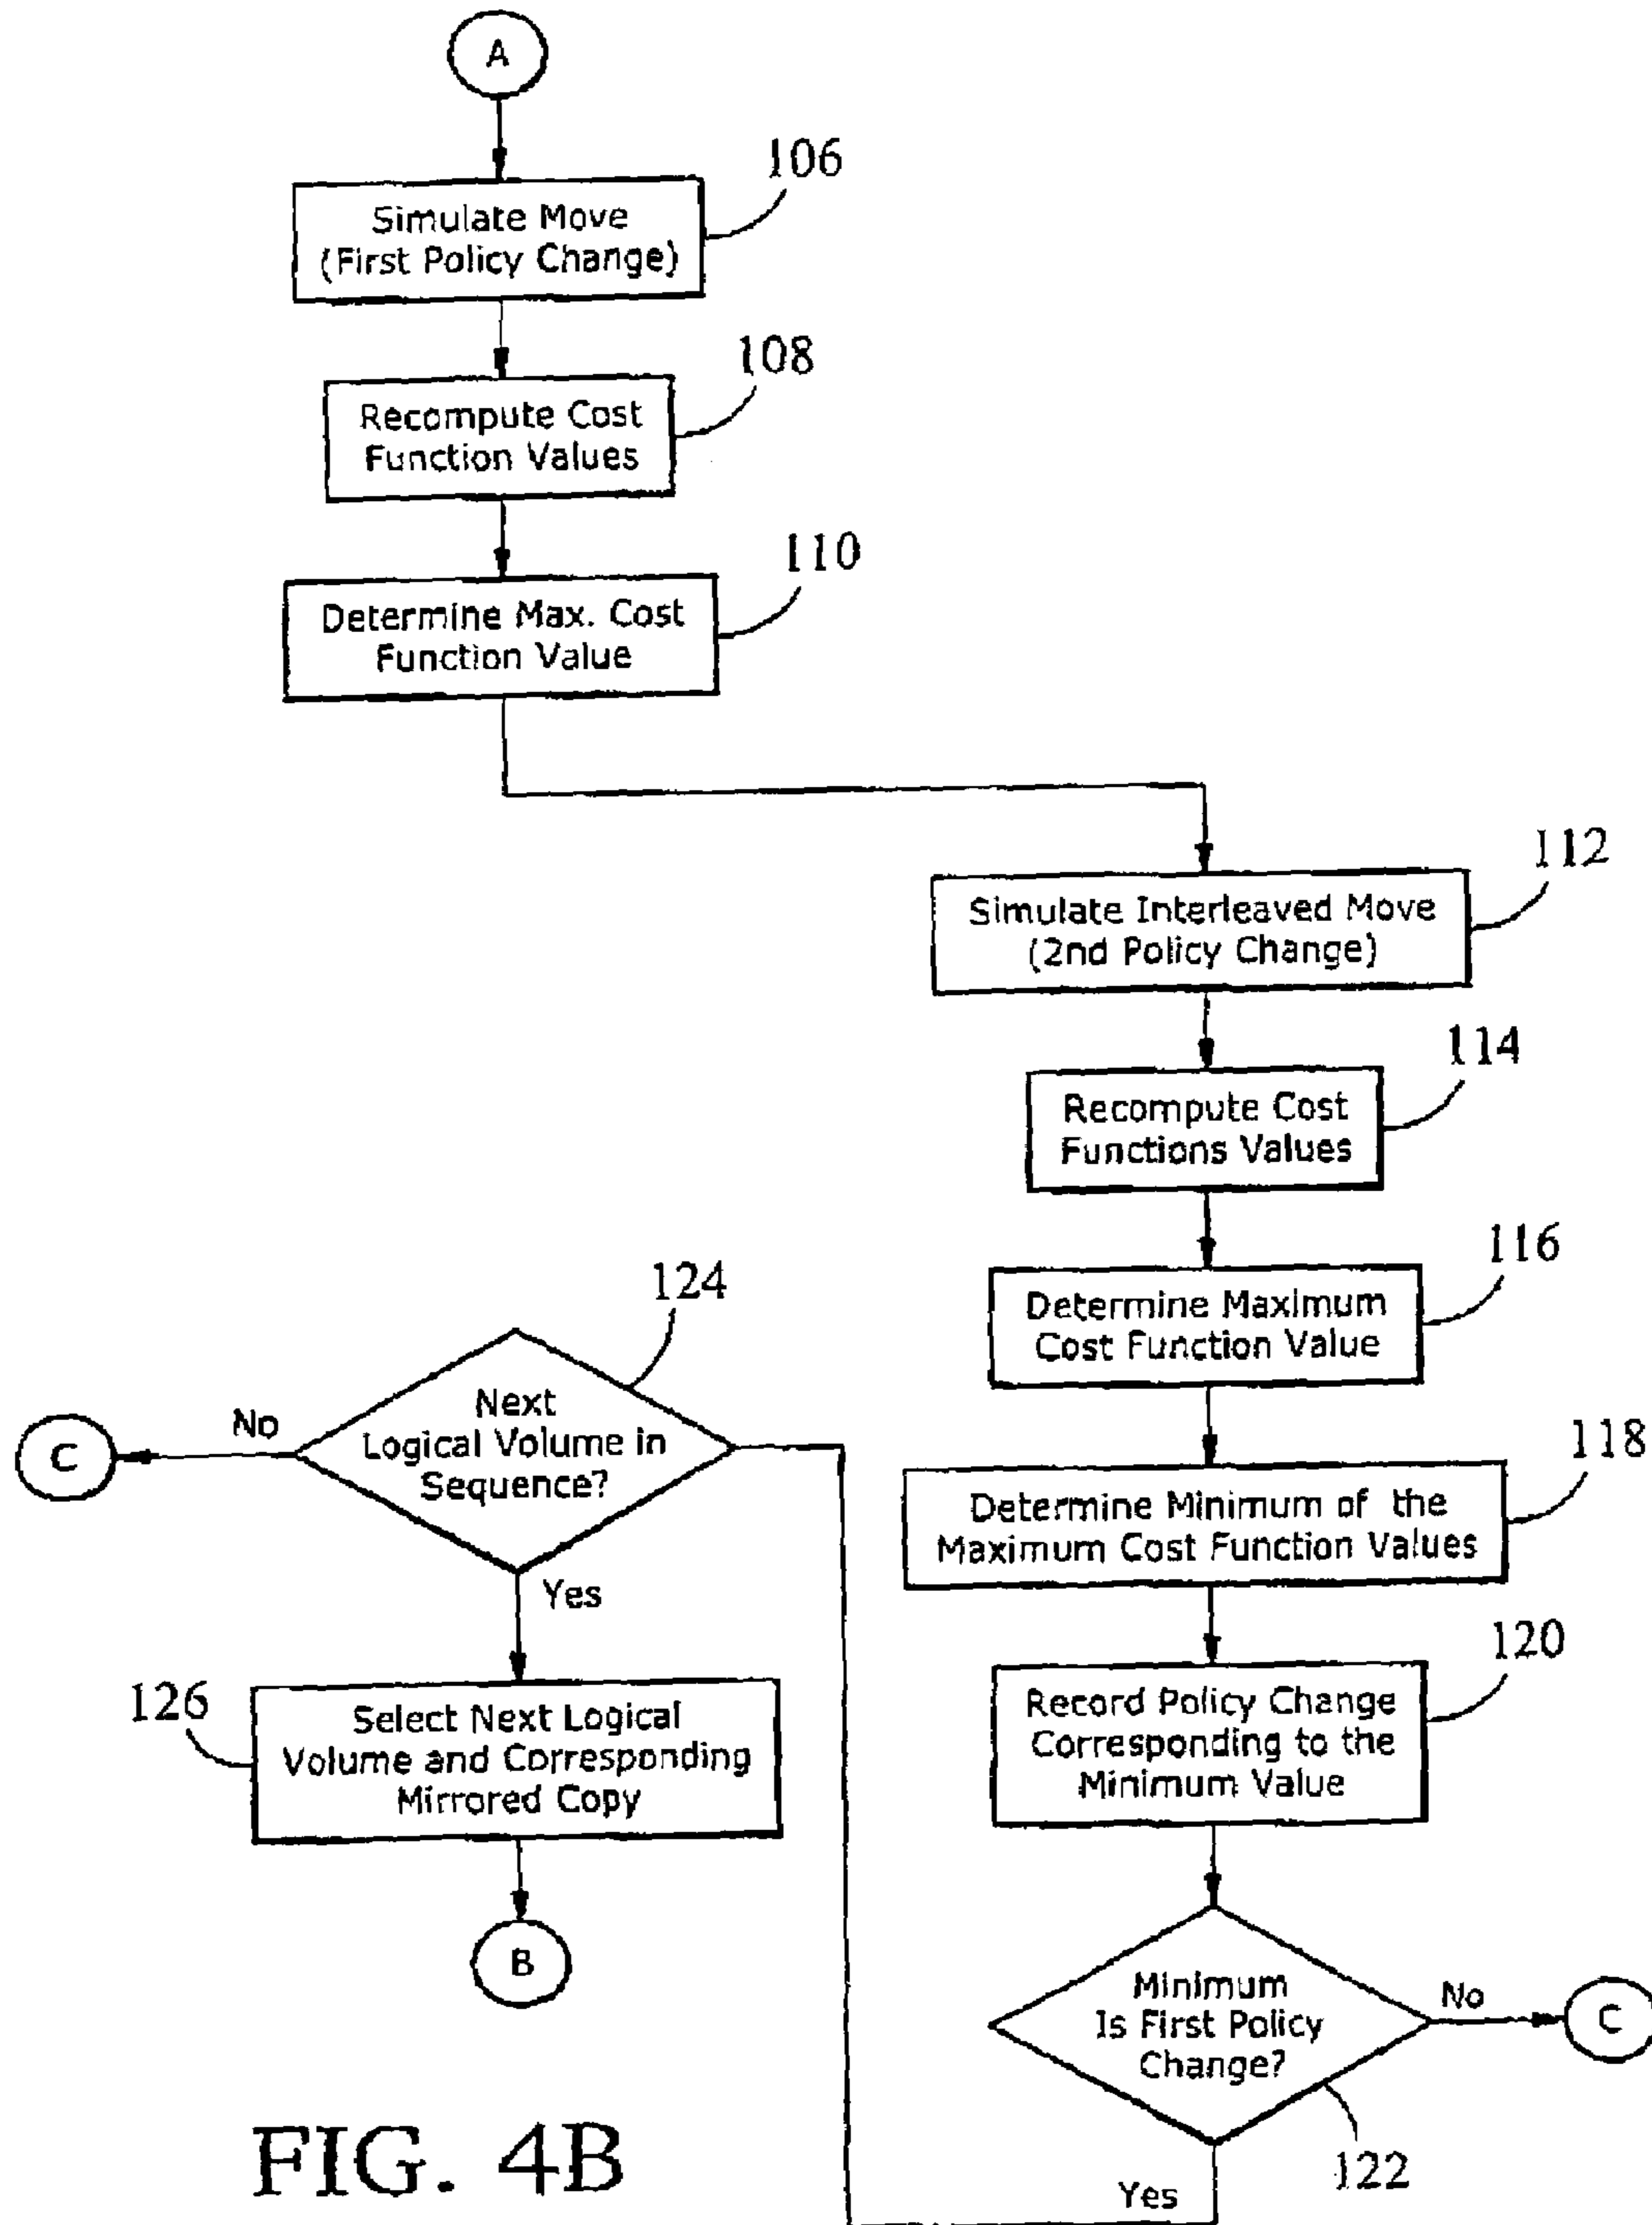 A
106
Simulate Move
(First Policy Change)
108
Recompute Cost
Function Values
110
Determine Max. Cost
Function Value
112
Simulate Interleaved Move
(2nd Policy Change)
114
Recompute Cost
Functions Values
116
Determine Maximum
Cost Function Value
118
Determine Minimum of the
Maximum Cost Function Values
120
Record Policy Change
Corresponding to the
Minimum Value
Minimum
Is First Policy
Change?
No
C
122
Yes
124
Next
Logical Volume in
Sequence?
No
C
Yes
126
Select Next Logical
Volume and Corresponding
Mirrored Copy
B
FIG. 4B